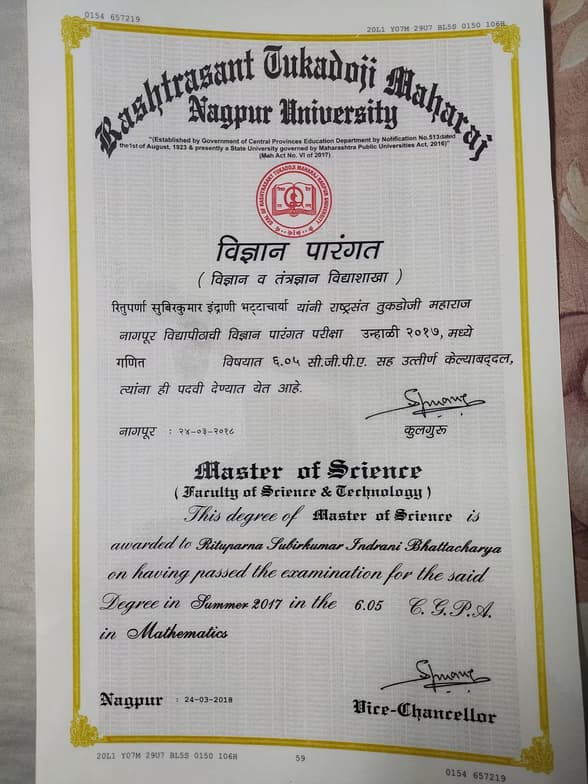 0154 657219
20L1 Y07M 29U7 BL5S 0150 106H
Rashtrasant Tukadoji Maharaj
Nagpur University
"(Established by Government of Central Provinces Education Department by Notification No.513 dated
the 1st of August, 1923 & presently a State University governed by Maharashtra Public Universities Act, 2016)"
(Mah Act No. VI of 2017)
विज्ञान पारंगत
( विज्ञान व तंत्रज्ञान विद्याशाखा )
रितुपर्णा सुबिरकुमार इंद्राणी भट्टाचार्या यांनी राष्ट्रसंत तुकडोजी महाराज
नागपूर विद्यापीठाची विज्ञान पारंगत परीक्षा उन्हाळी २०१७, मध्ये
गणित विषयात ६.०५ सी.जी.पी.ए. सह उत्तीर्ण केल्याबद्दल,
त्यांना ही पदवी देण्यात येत आहे.
नागपूर : २४-०३-२०१८
कुलगुरू
Master of Science
( Faculty of Science & Technology )
This degree of Master of Science is
awarded to Rituparna Subirkumar Indrani Bhattacharya
on having passed the examination for the said
Degree in Summer 2017 in the 6.05 C.G.P.A.
in Mathematics
Nagpur : 24-03-2018
Vice-Chancellor
20L1 Y07M 29U7 BL5S 0150 106H
59
0154 657219